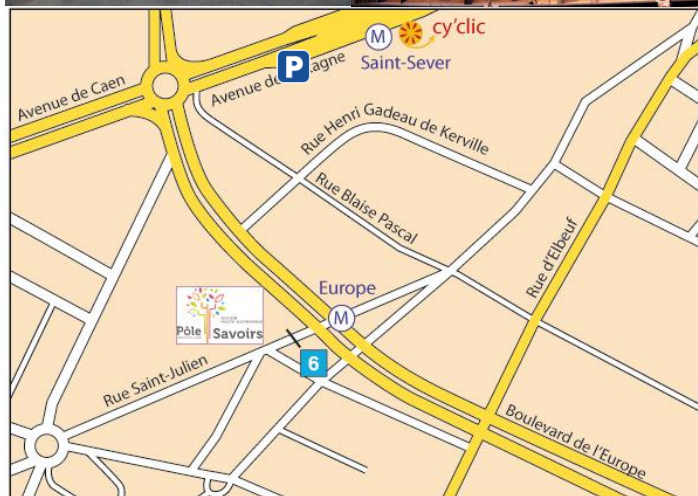 cy'clic
M
Saint-Sever
P
Avenue de Caen
Avenue de
Rue Henri Gadeau de Kerville
Rue Blaise Pascal
Rue d'Elbeuf
Europe
M
Pôle
Savoirs
6
Rue Saint-Julien
Boulevard de l'Europe